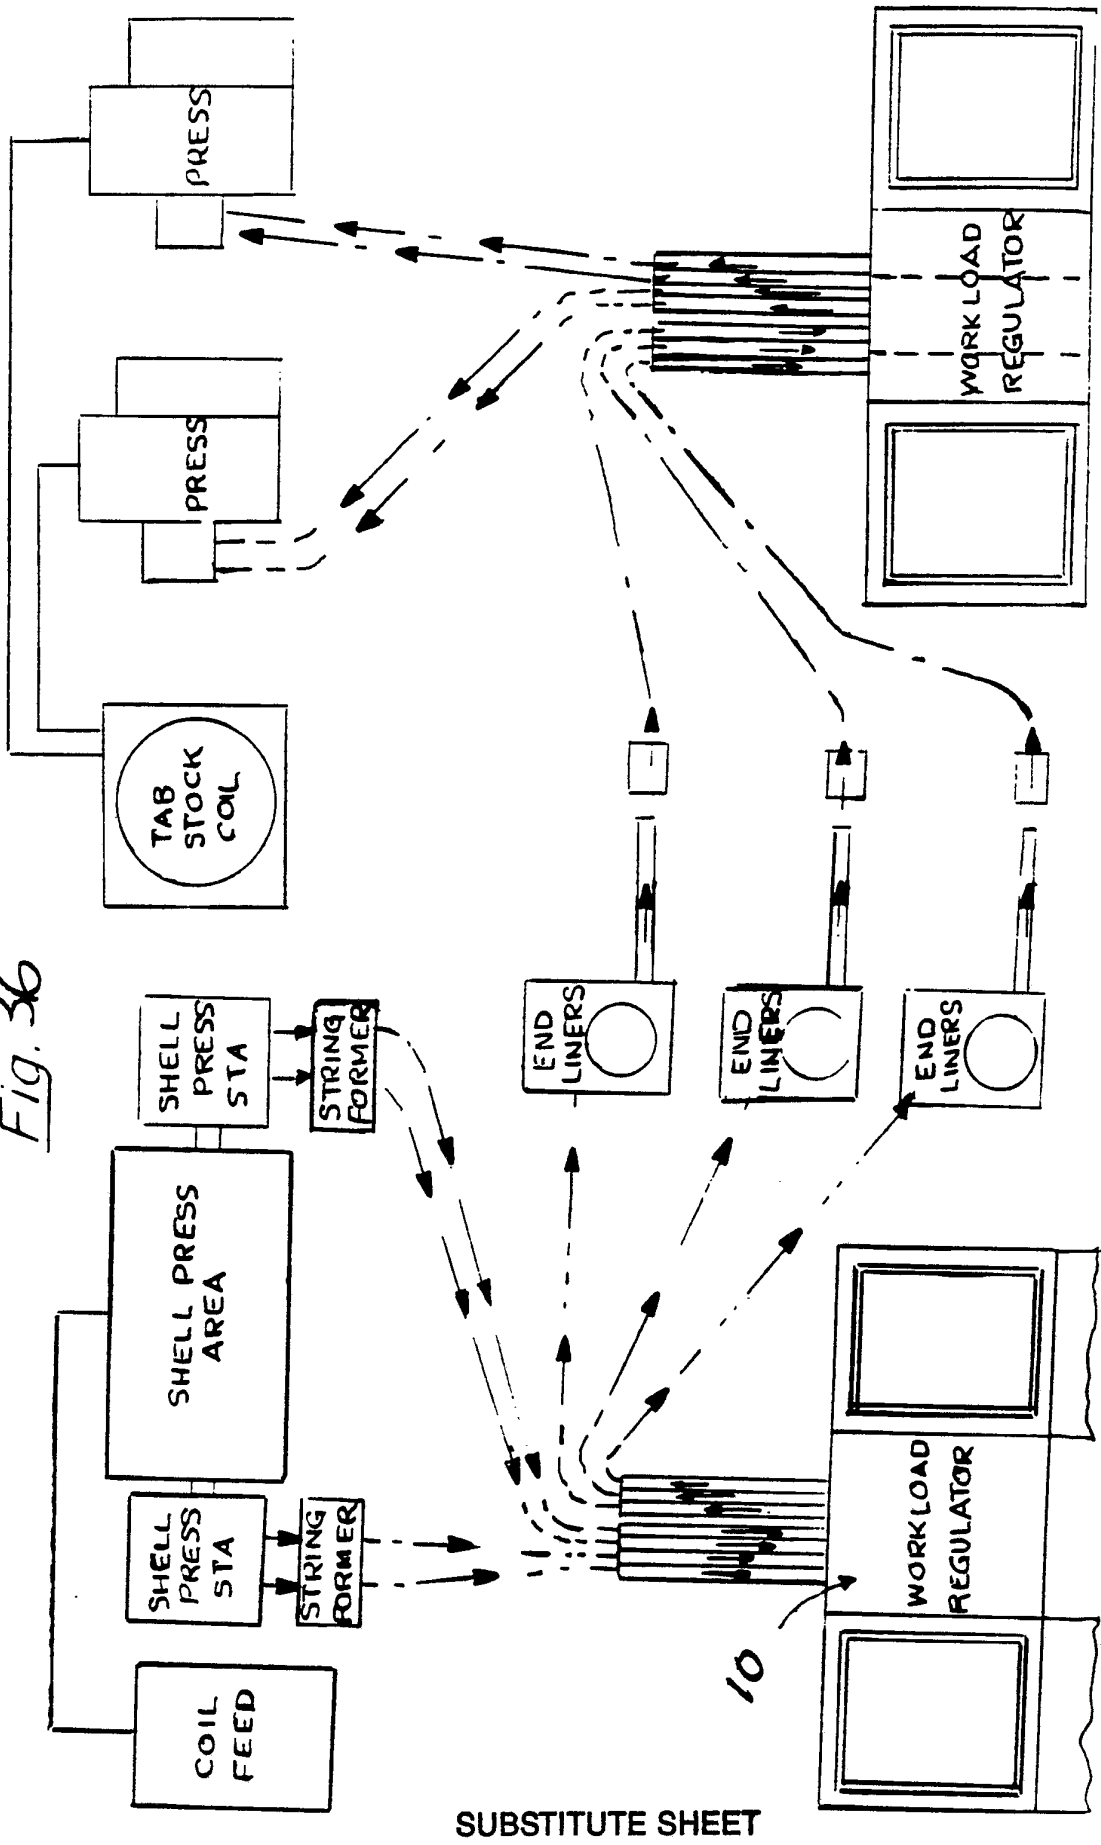 Fig. 36
COIL
FEED
SHELL
PRESS
STA
STRING
FORMER
SHELL PRESS
AREA
SHELL
PRESS
STA
STRING
FORMER
TAB
STOCK
COIL
PRESS
PRESS
END
LINERS
END
LINERS
END
LINERS
10
WORKLOAD
REGULATOR
WORKLOAD
REGULATOR
SUBSTITUTE SHEET